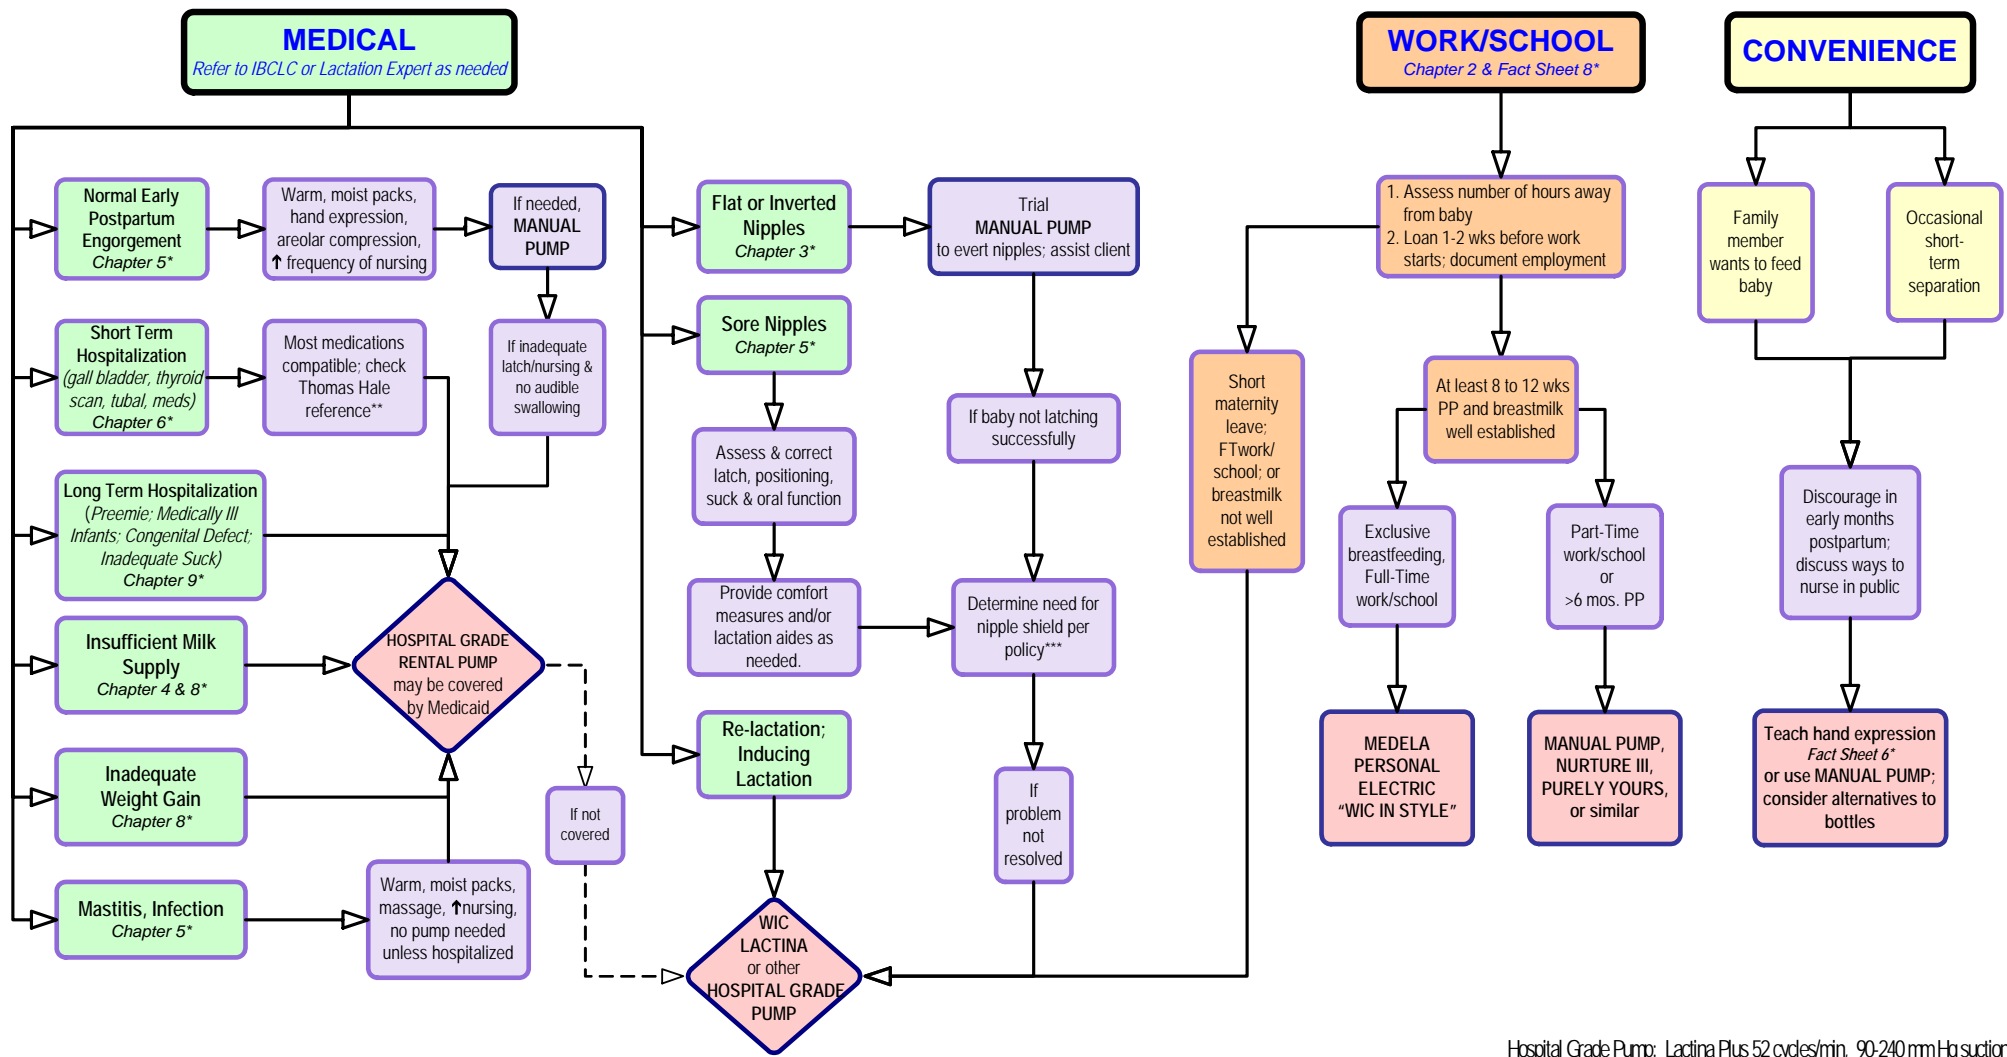 MEDICAL
Refer to IBCLC or Lactation Expert as needed
WORK/SCHOOL
Chapter 2 & Fact Sheet 8*
CONVENIENCE
Normal Early
Postpartum
Engorgement
Chapter 5*
Warm, moist packs,
hand expression,
areolar compression,
↑ frequency of nursing
If needed,
MANUAL
PUMP
Flat or Inverted
Nipples
Chapter 3*
Trial
MANUAL PUMP
to evert nipples; assist client
1. Assess number of hours away
from baby
2. Loan 1-2 wks before work
starts; document employment
Family
member
wants to feed
baby
Occasional
short-
term
separation
Short Term
Hospitalization
(gall bladder, thyroid
scan, tubal, meds)
Chapter 6*
Most medications
compatible; check
Thomas Hale
reference**
If inadequate
latch/nursing &
no audible
swallowing
Sore Nipples
Chapter 5*
Assess & correct
latch, positioning,
suck & oral function
If baby not latching
successfully
Short
maternity
leave;
FTwork/
school; or
breastmilk
not well
established
At least 8 to 12 wks
PP and breastmilk
well established
Long Term Hospitalization
(Preemie; Medically Ill
Infants; Congenital Defect;
Inadequate Suck)
Chapter 9*
Exclusive
breastfeeding,
Full-Time
work/school
Part-Time
work/school
or
>6 mos. PP
Discourage in
early months
postpartum;
discuss ways to
nurse in public
Insufficient Milk
Supply
Chapter 4 & 8*
HOSPITAL GRADE
RENTAL PUMP
may be covered
by Medicaid
Provide comfort
measures and/or
lactation aides as
needed.
Determine need for
nipple shield per
policy***
Inadequate
Weight Gain
Chapter 8*
If not
covered
Re-lactation;
Inducing
Lactation
If
problem
not
resolved
MEDELA
PERSONAL
ELECTRIC
“WIC IN STYLE”
MANUAL PUMP,
NURTURE III,
PURELY YOURS,
or similar
Teach hand expression
Fact Sheet 6*
or use MANUAL PUMP;
consider alternatives to
bottles
Mastitis, Infection
Chapter 5*
Warm, moist packs,
massage, ↑nursing,
no pump needed
unless hospitalized
WIC
LACTINA
or other
HOSPITAL GRADE
PUMP
Hospital Grade Pump: Lactina Plus 52 cycles/min, 90-240 mm Hg suction